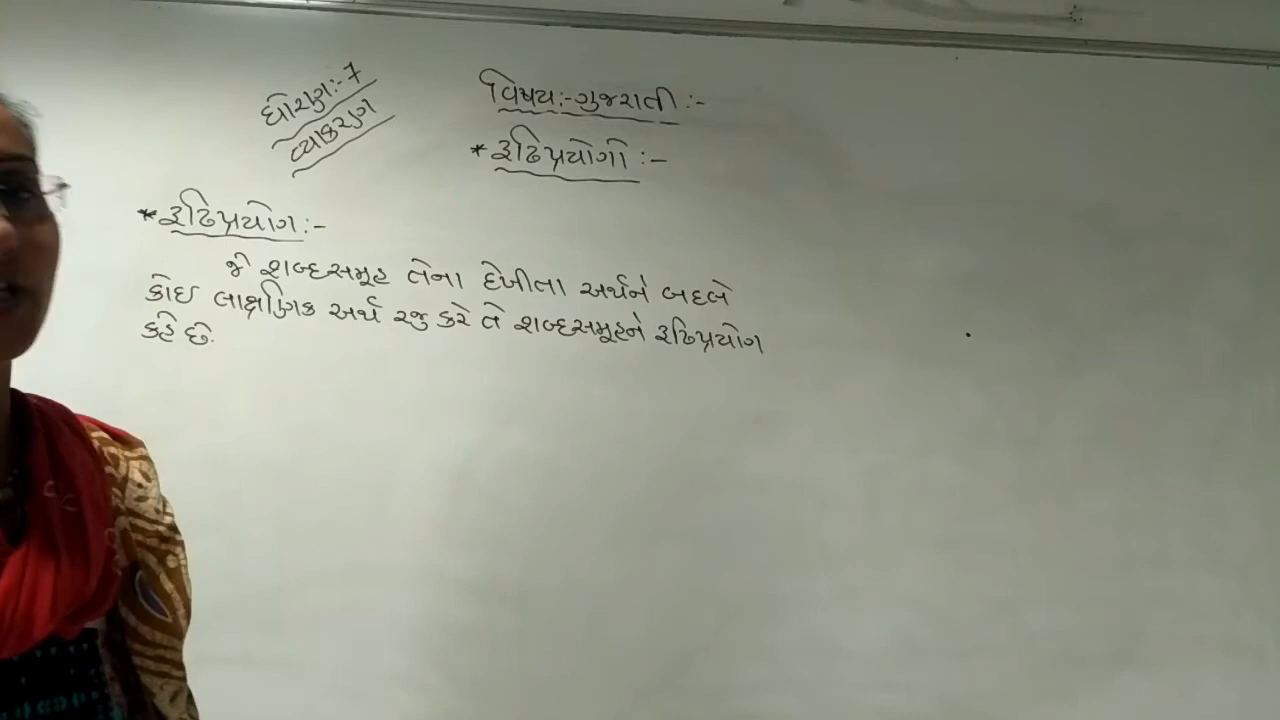 ધોરણ:-7
વ્યાકરણ
વિષય:-ગુજરાતી:-
* રૂઢિપ્રયોગો :-
* રૂઢિપ્રયોગ:-
જે શબ્દસમૂહ તેના દેખીતા અર્થને બદલે
કોઇ લાક્ષણિક અર્થ રજુ કરે તે શબ્દસમૂહને રૂઢિપ્રયોગ
કહે છે.